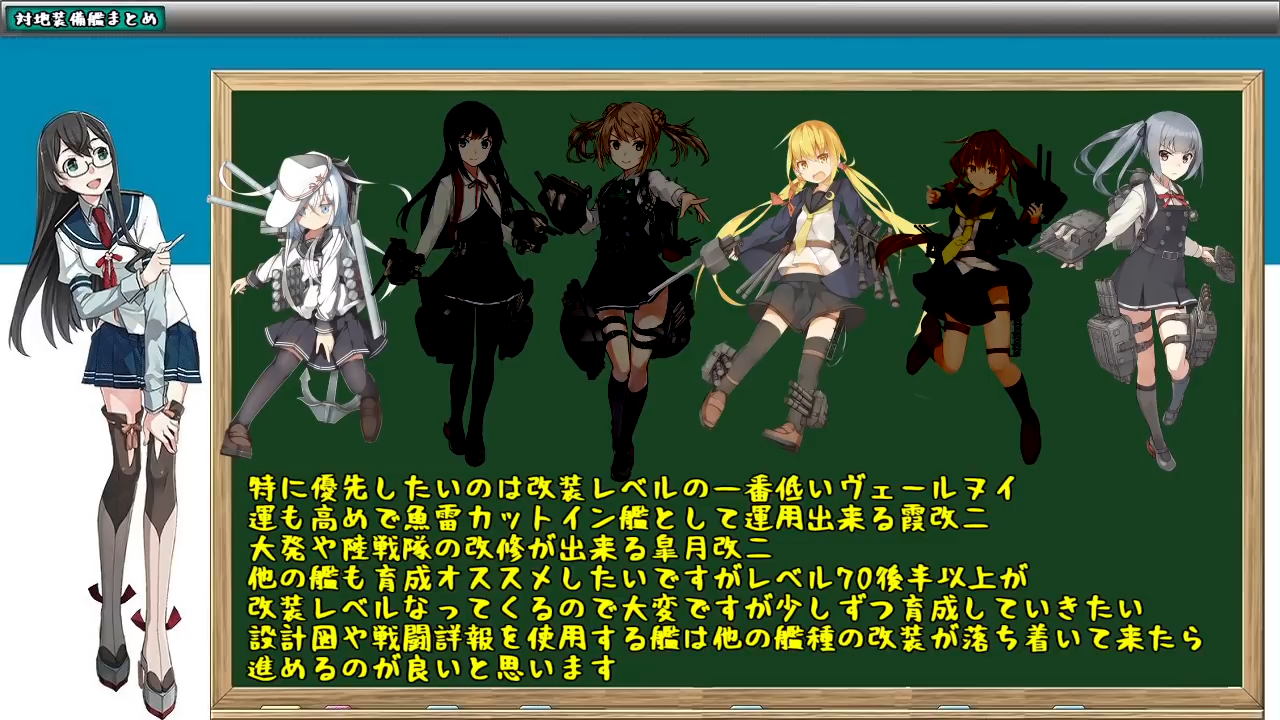 対地装備艦まとめ
特に優先したいのは改装レベルの一番低いヴェールヌイ
運も高めで魚雷カットイン艦として運用出来る霞改二
大発や陸戦隊の改修が出来る皐月改二
他の艦も育成オススメしたいですがレベル70後半以上が
改装レベルなってくるので大変ですが少しずつ育成していきたい
設計図や戦闘詳報を使用する艦は他の艦種の改装が落ち着いて来たら
進めるのが良いと思います